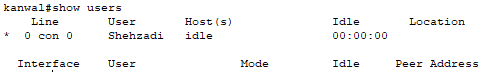 kanwal#show users
Line User Host(s) Idle Location
* 0 con 0 Shehzadi idle 00:00:00
Interface User Mode Idle Peer Address